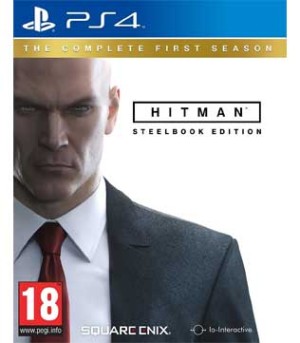 PS4
THE COMPLETE FIRST SEASON
HITMAN
STEELBOOK EDITION
18
www.pegi.info
SQUARE ENIX.
Io-Interactive